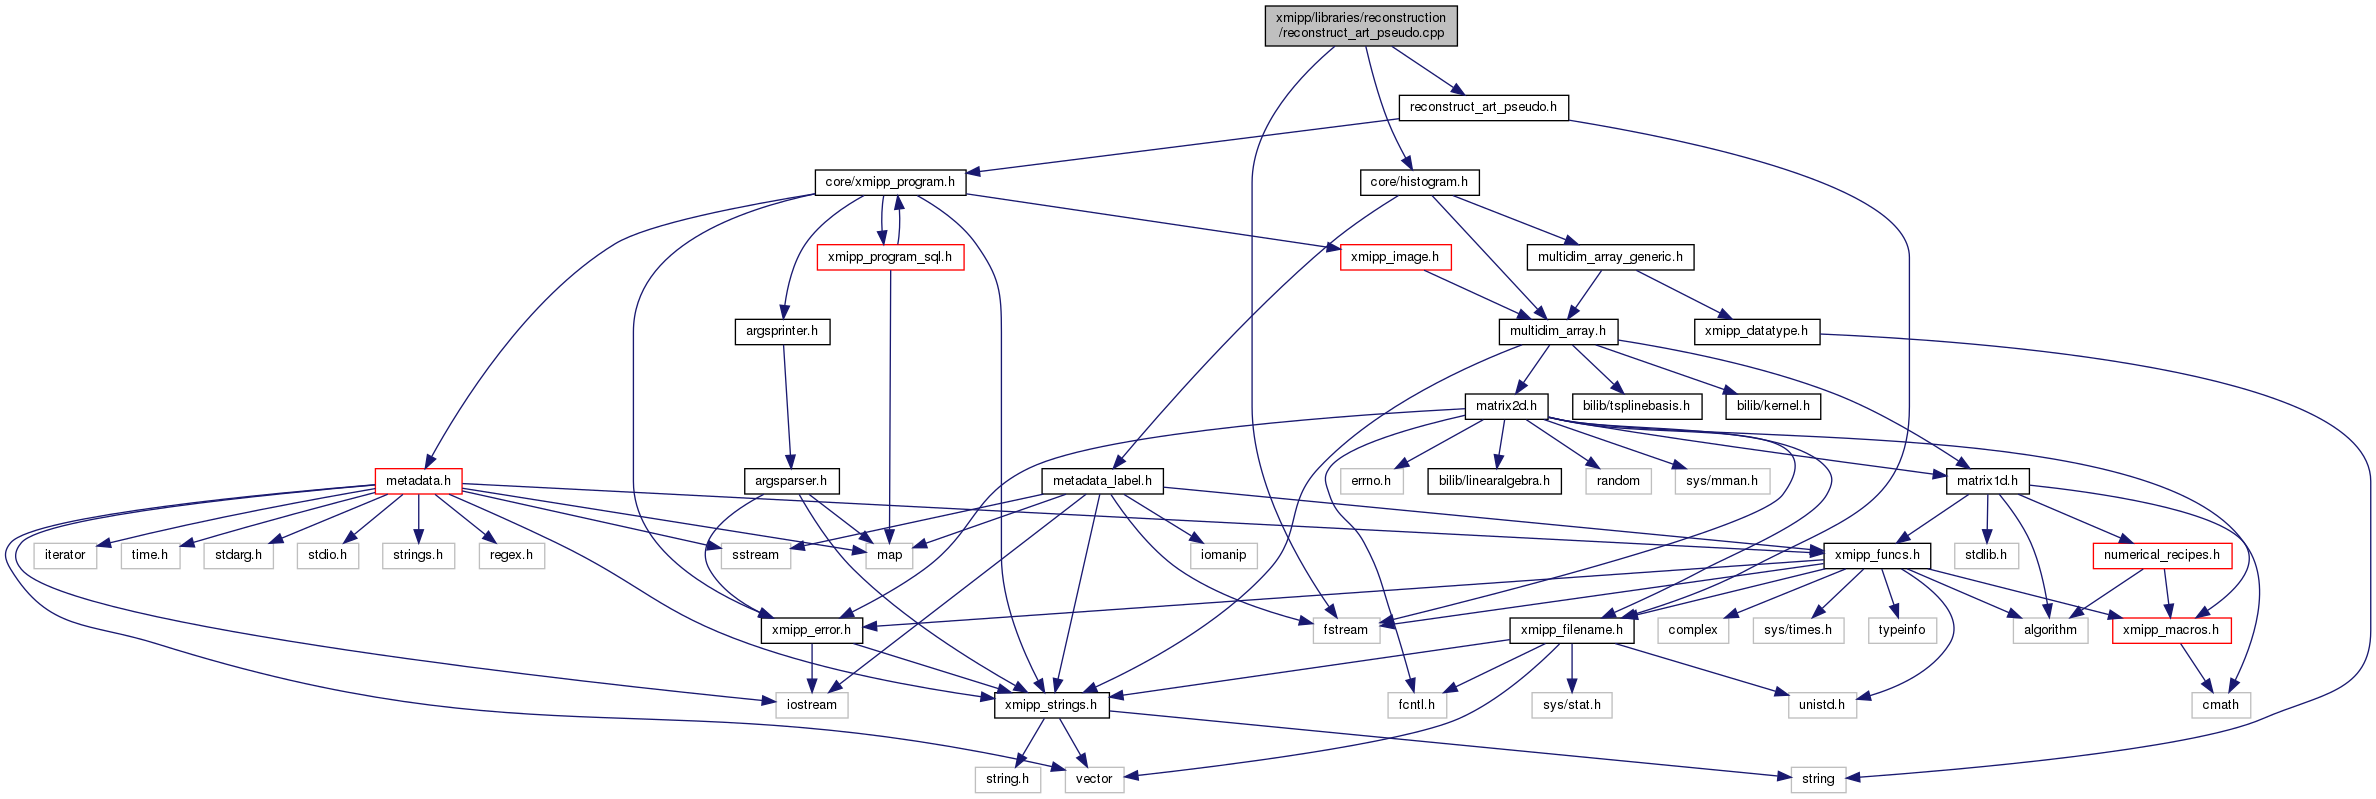 xmipp/libraries/reconstruction
/reconstruct_art_pseudo.cpp
reconstruct_art_pseudo.h
core/xmipp_program.h
core/histogram.h
xmipp_program_sql.h
xmipp_image.h
multidim_array_generic.h
argsprinter.h
multidim_array.h
xmipp_datatype.h
matrix2d.h
bilib/tsplinebasis.h
bilib/kernel.h
metadata.h
argsparser.h
metadata_label.h
errno.h
bilib/linearalgebra.h
random
sys/mman.h
matrix1d.h
iterator
time.h
stdarg.h
stdio.h
strings.h
regex.h
sstream
map
iomanip
xmipp_funcs.h
stdlib.h
numerical_recipes.h
xmipp_error.h
fstream
xmipp_filename.h
complex
sys/times.h
typeinfo
algorithm
xmipp_macros.h
iostream
xmipp_strings.h
fcntl.h
sys/stat.h
unistd.h
cmath
string.h
vector
string